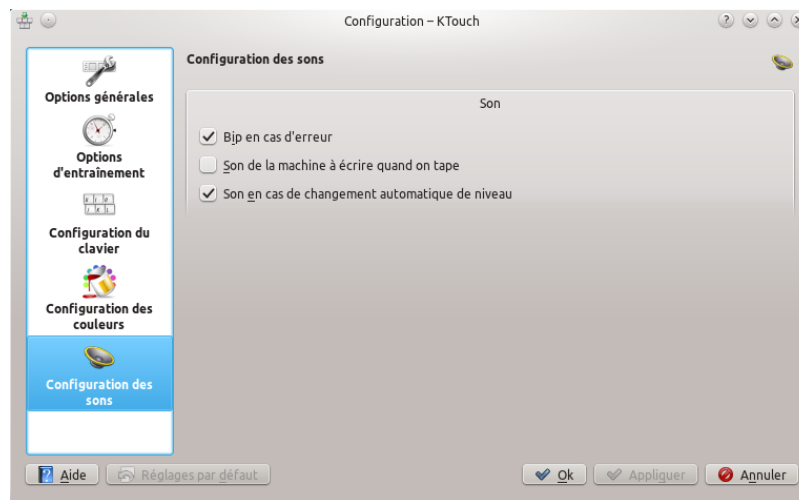 Configuration – KTouch
Options générales
Options
d'entraînement
Configuration du
clavier
Configuration des
couleurs
Configuration des
sons
Configuration des sons
Son
Bip en cas d'erreur
Son de la machine à écrire quand on tape
Son en cas de changement automatique de niveau
Aide
Réglages par défaut
Ok
Appliquer
Annuler